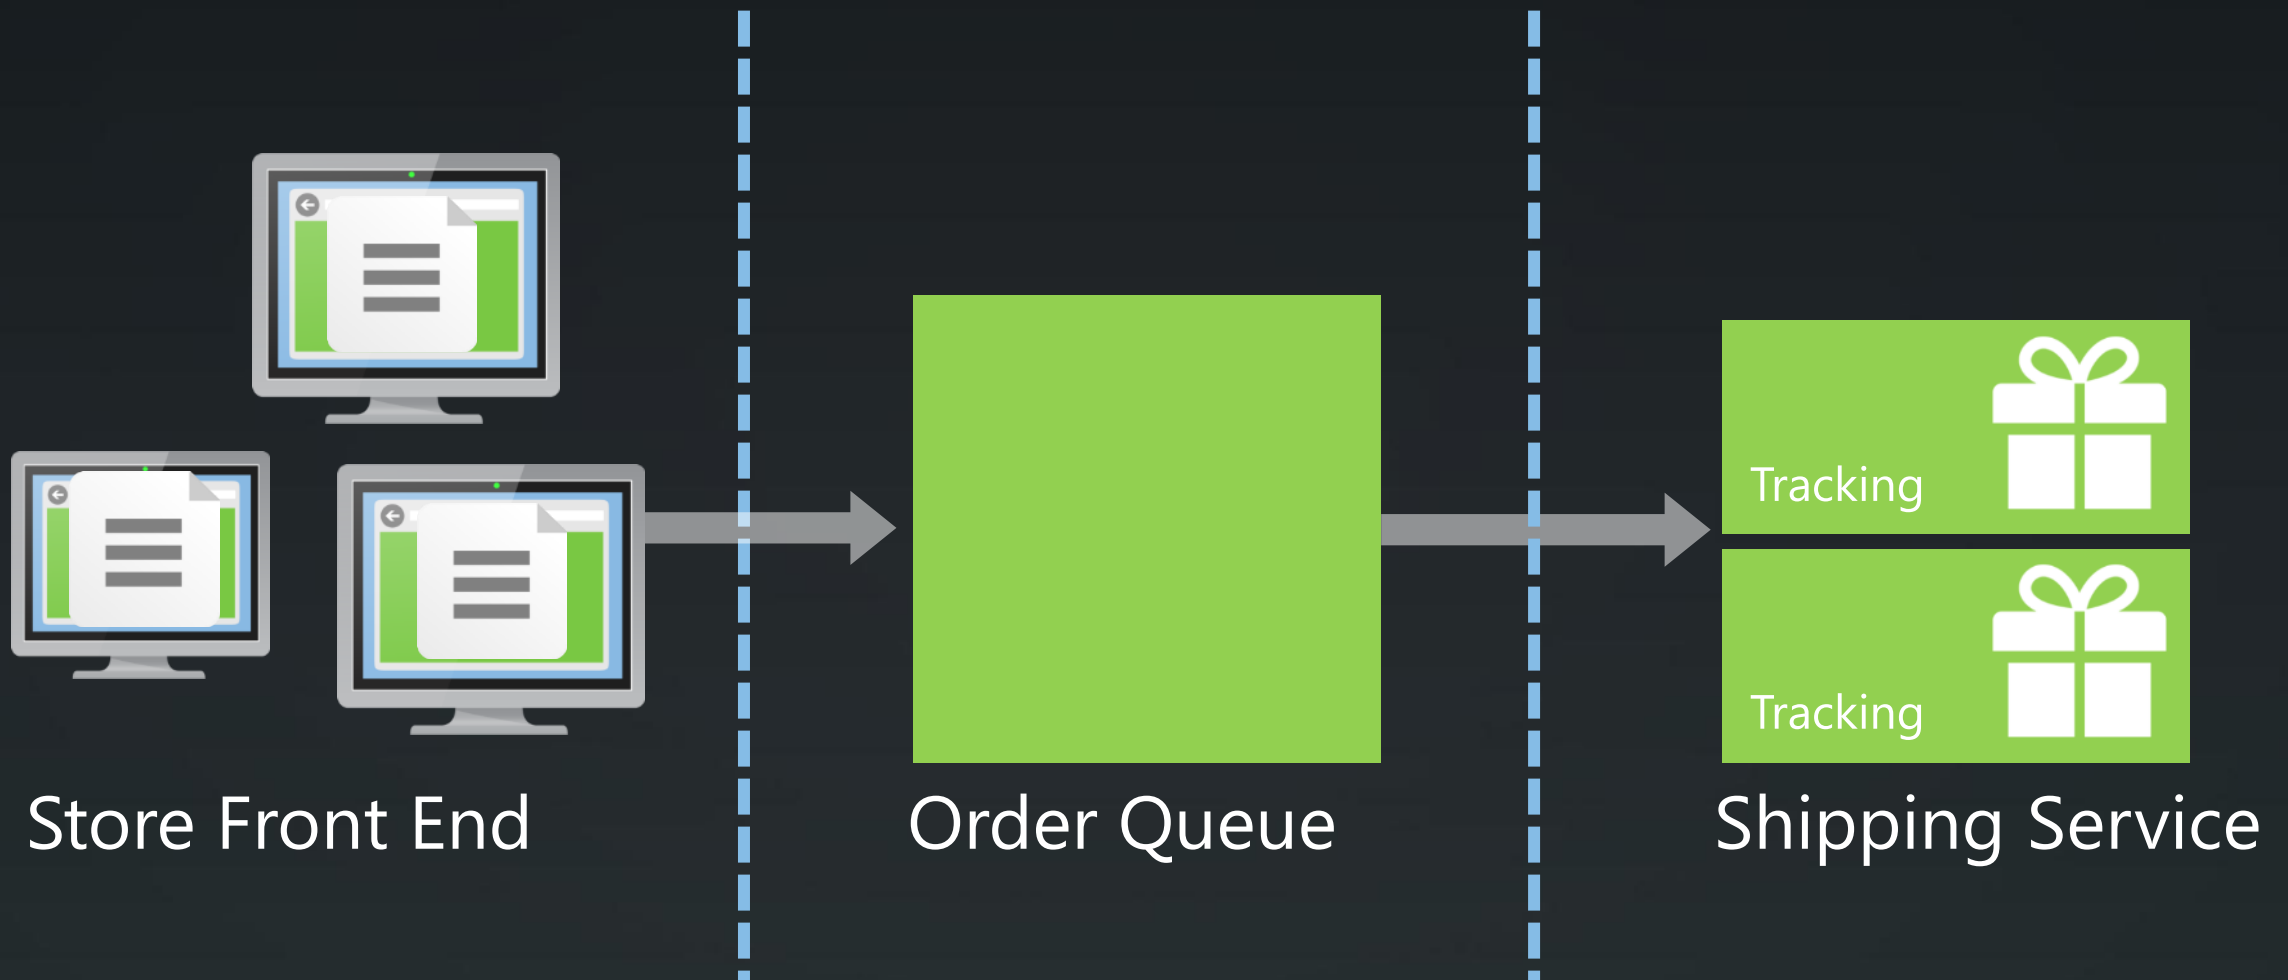 Tracking
Tracking
Store Front End
Order Queue
Shipping Service